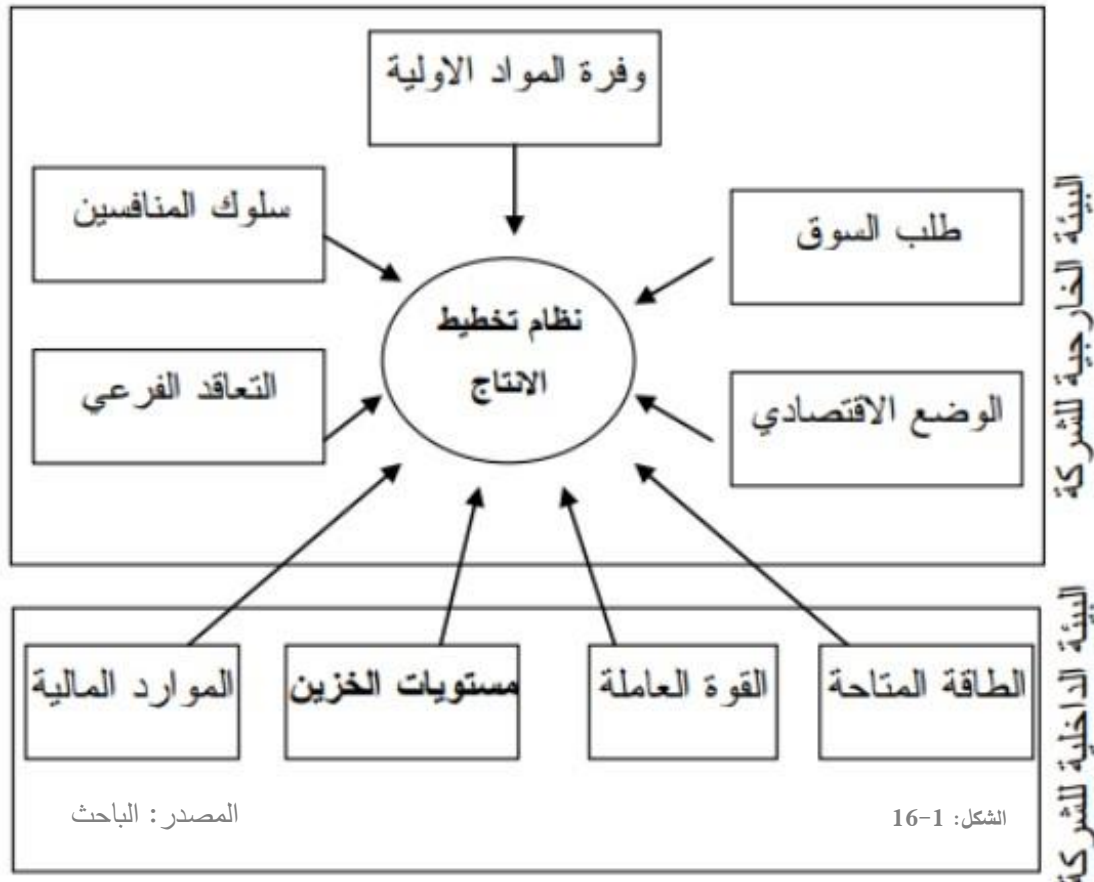 وفرة المواد الاولية
سلوك المنافسين
طلب السوق
نظام تخطيط
الانتاج
التعاقد الفرعي
الوضع الاقتصادي
البيئة الخارجية للشركة
الموارد المالية
مستويات الخزين
القوة العاملة
الطاقة المتاحة
البيئة الداخلية للشركة
الشكل: 1-16
المصدر: الباحث